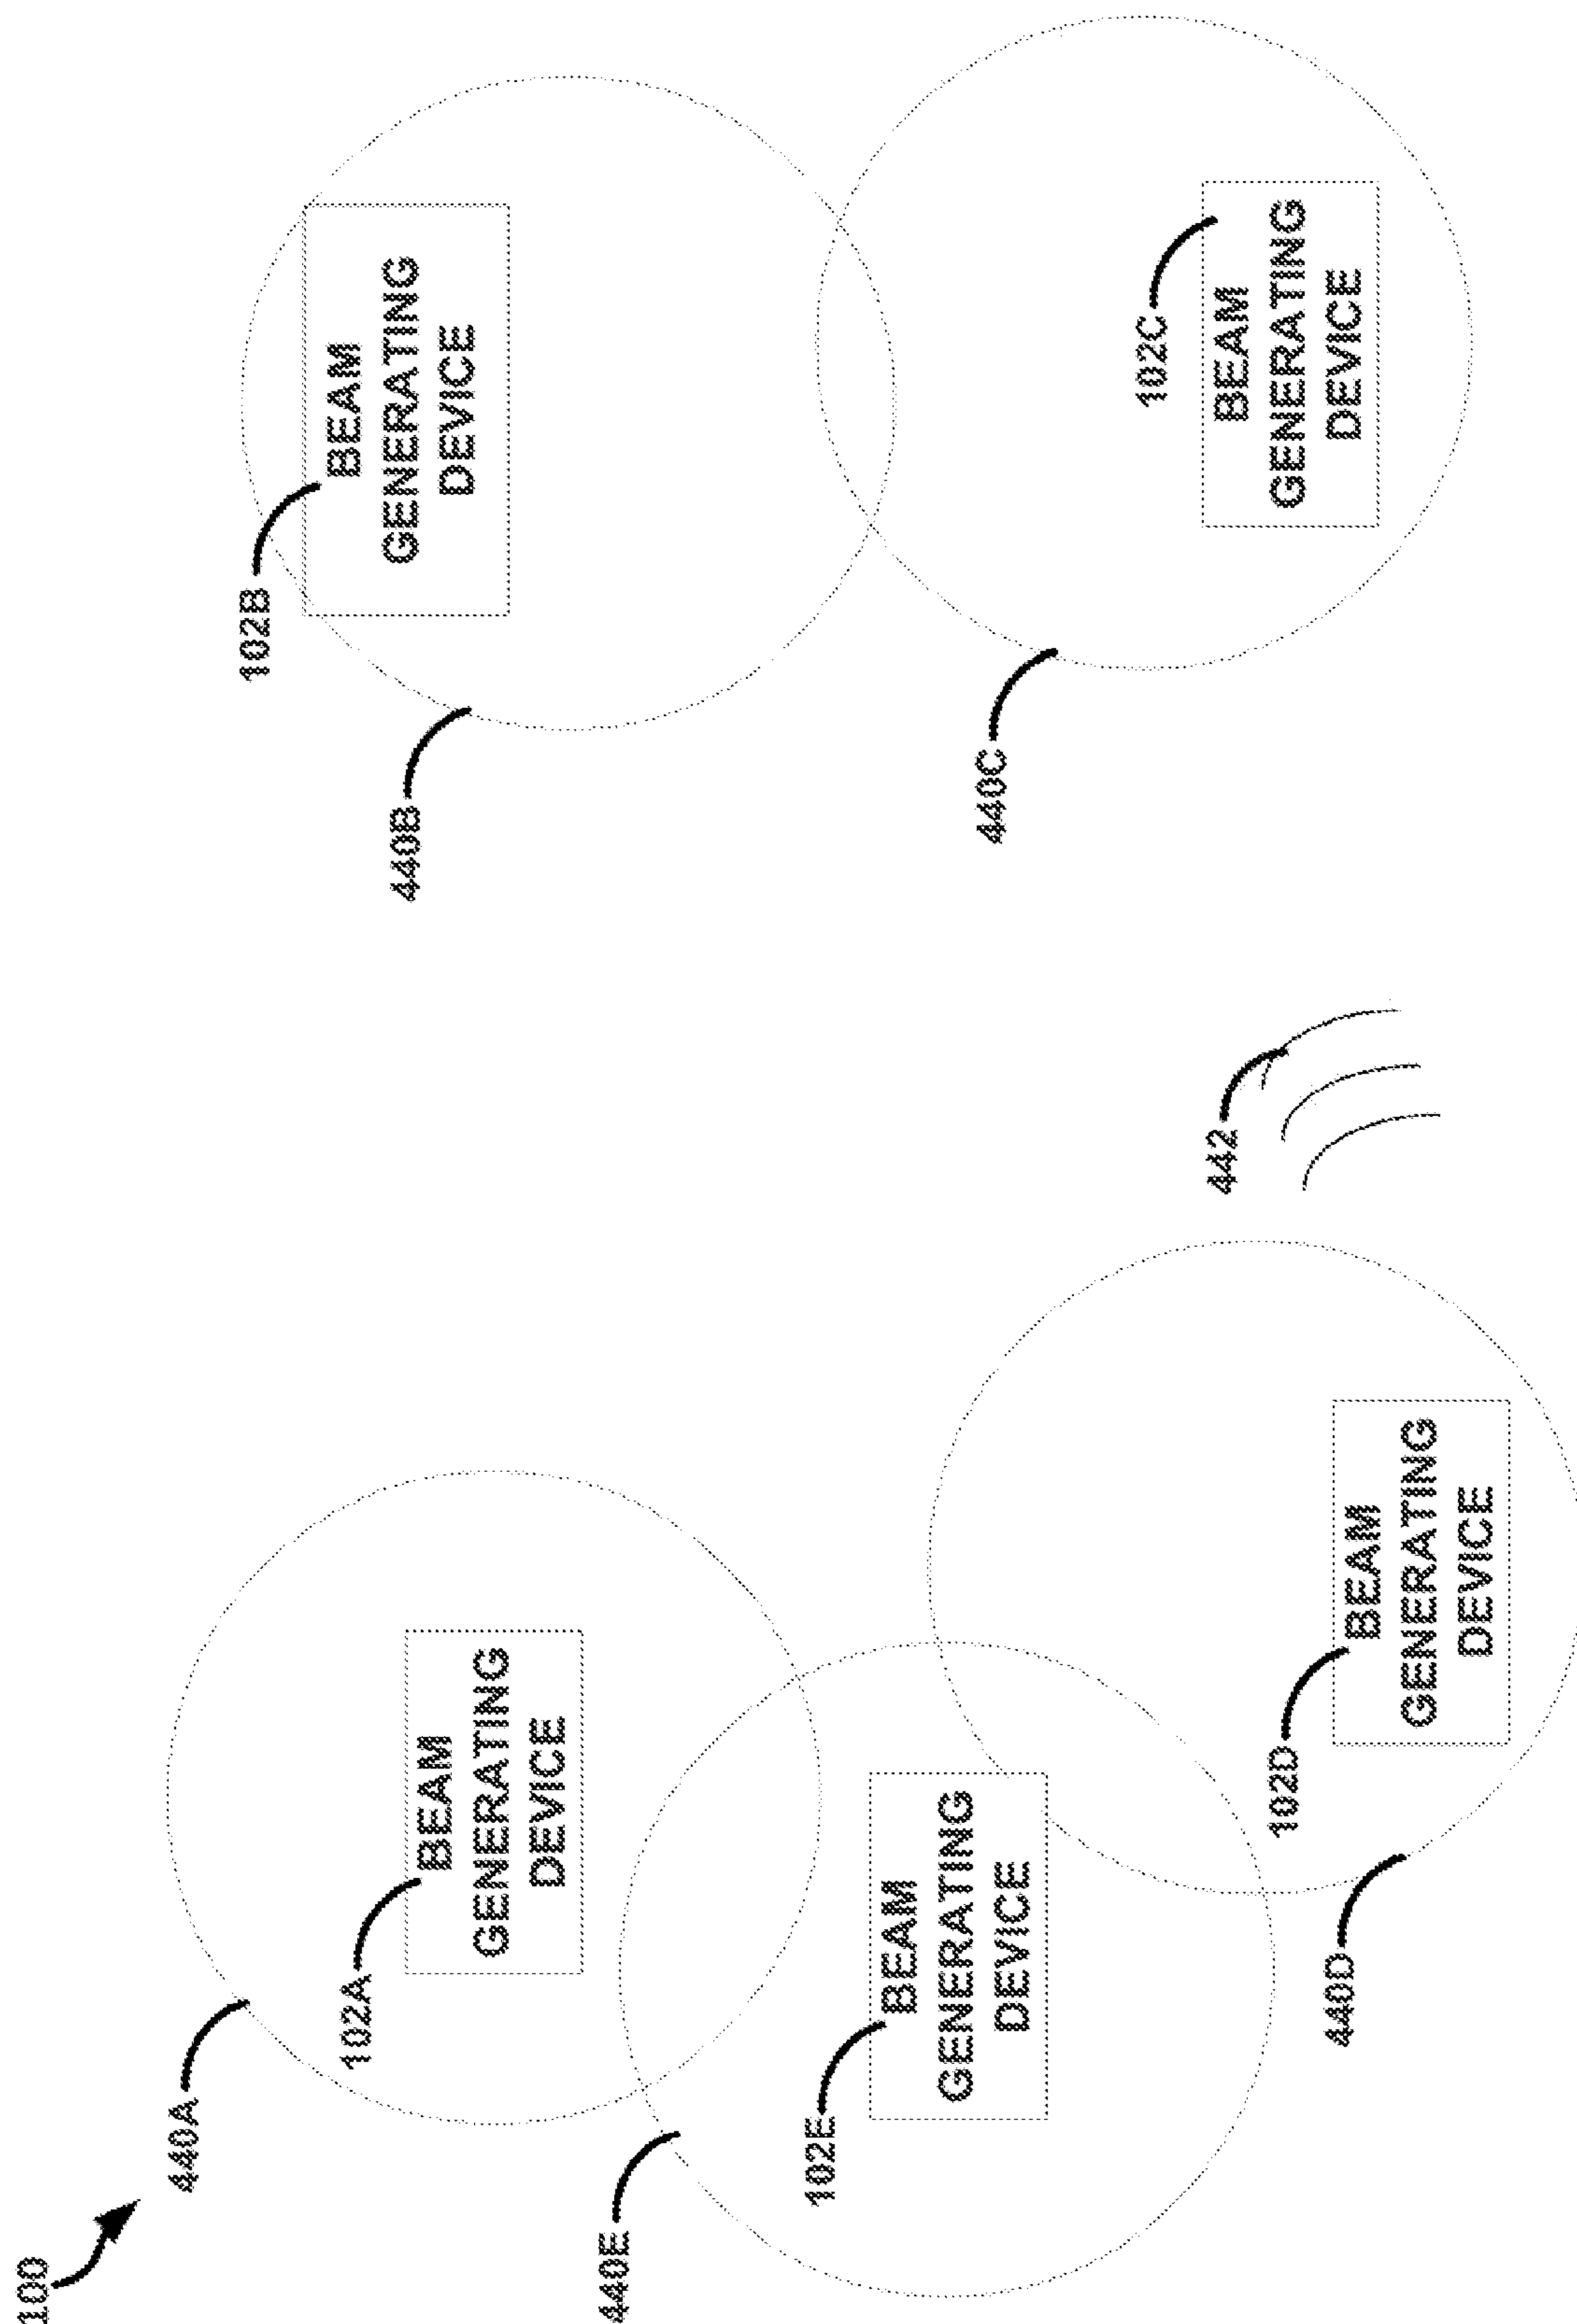 100
440A
102A
BEAM
GENERATING
DEVICE
440E
102E
BEAM
GENERATING
DEVICE
440D
102D
BEAM
GENERATING
DEVICE
442
102B
BEAM
GENERATING
DEVICE
440B
440C
102C
BEAM
GENERATING
DEVICE